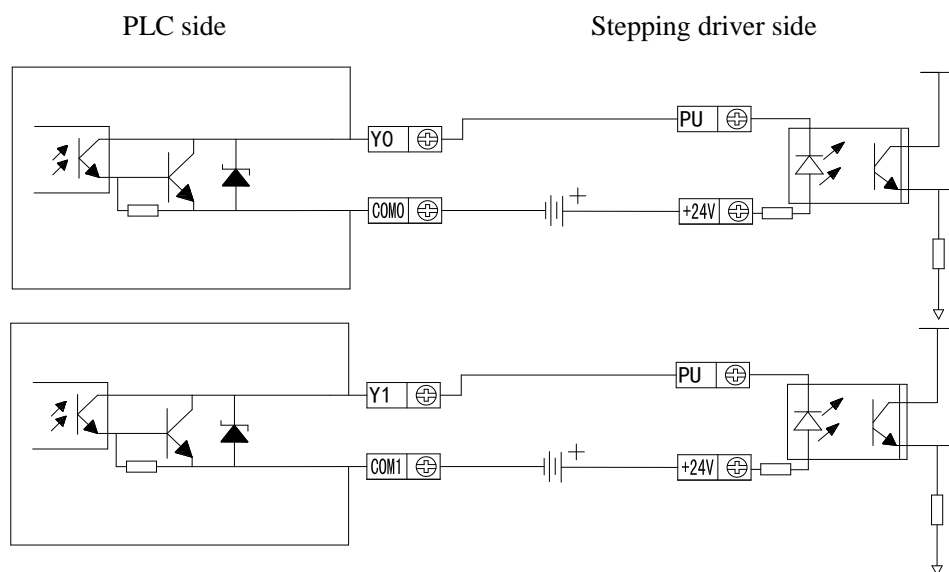 PLC side Stepping driver side
Y0 PU
COM0 + +24V
Y1 PU
COM1 + +24V